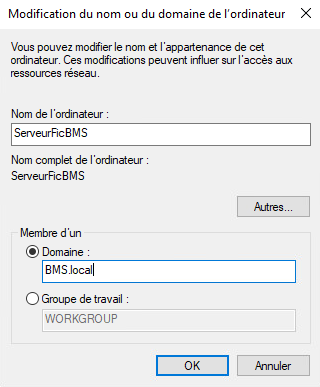 Modification du nom ou du domaine de l'ordinateur
Vous pouvez modifier le nom et l'appartenance de cet
ordinateur. Ces modifications peuvent influer sur l'accès aux
ressources réseau.
Nom de l'ordinateur :
ServeurFicBMS
Nom complet de l'ordinateur :
ServeurFicBMS
Autres...
Membre d'un
Domaine :
BMS.local
Groupe de travail :
WORKGROUP
OK Annuler